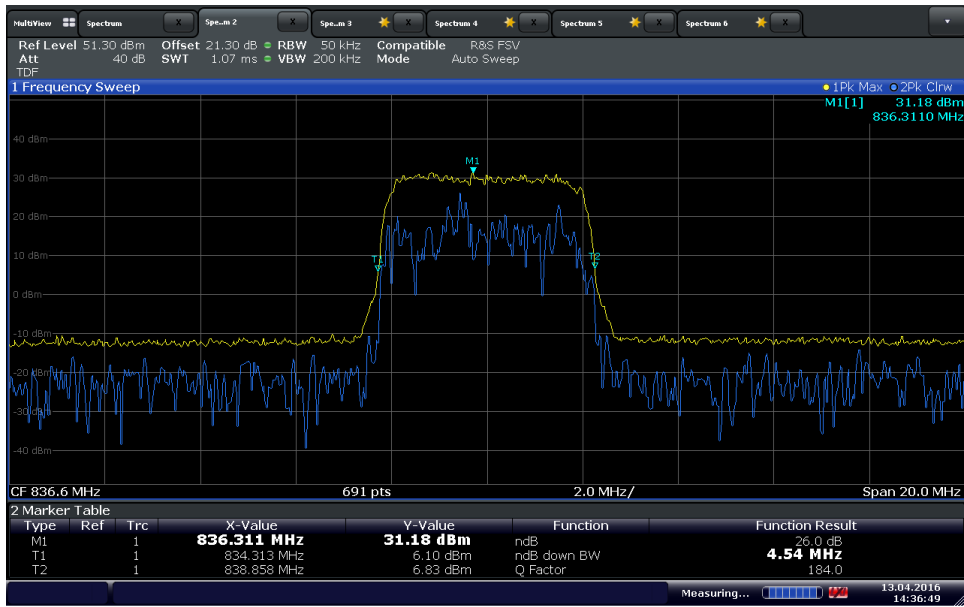 MultiView Spectrum X Spe..m 2 X Spe..m 3 X Spectrum 4 X Spectrum 5 X Spectrum 6 X
Ref Level 51.30 dBm Offset 21.30 dB RBW 50 kHz Compatible R&S FSV
Att 40 dB SWT 1.07 ms VBW 200 kHz Mode Auto Sweep
TDF
1 Frequency Sweep 1Pk Max 2Pk Clrw
M1[1] 31.18 dBm
836.3110 MHz
40 dBm
M1
30 dBm
20 dBm
10 dBm
T1 T2
0 dBm
-10 dBm
-20 dBm
-30 dBm
-40 dBm
CF 836.6 MHz 691 pts 2.0 MHz/ Span 20.0 MHz
2 Marker Table
Type Ref Trc X-Value Y-Value Function Function Result
M1 1 836.311 MHz 31.18 dBm ndB 26.0 dB
T1 1 834.313 MHz 6.10 dBm ndB down BW 4.54 MHz
T2 1 838.858 MHz 6.83 dBm Q Factor 184.0
Measuring... 13.04.2016
14:36:49